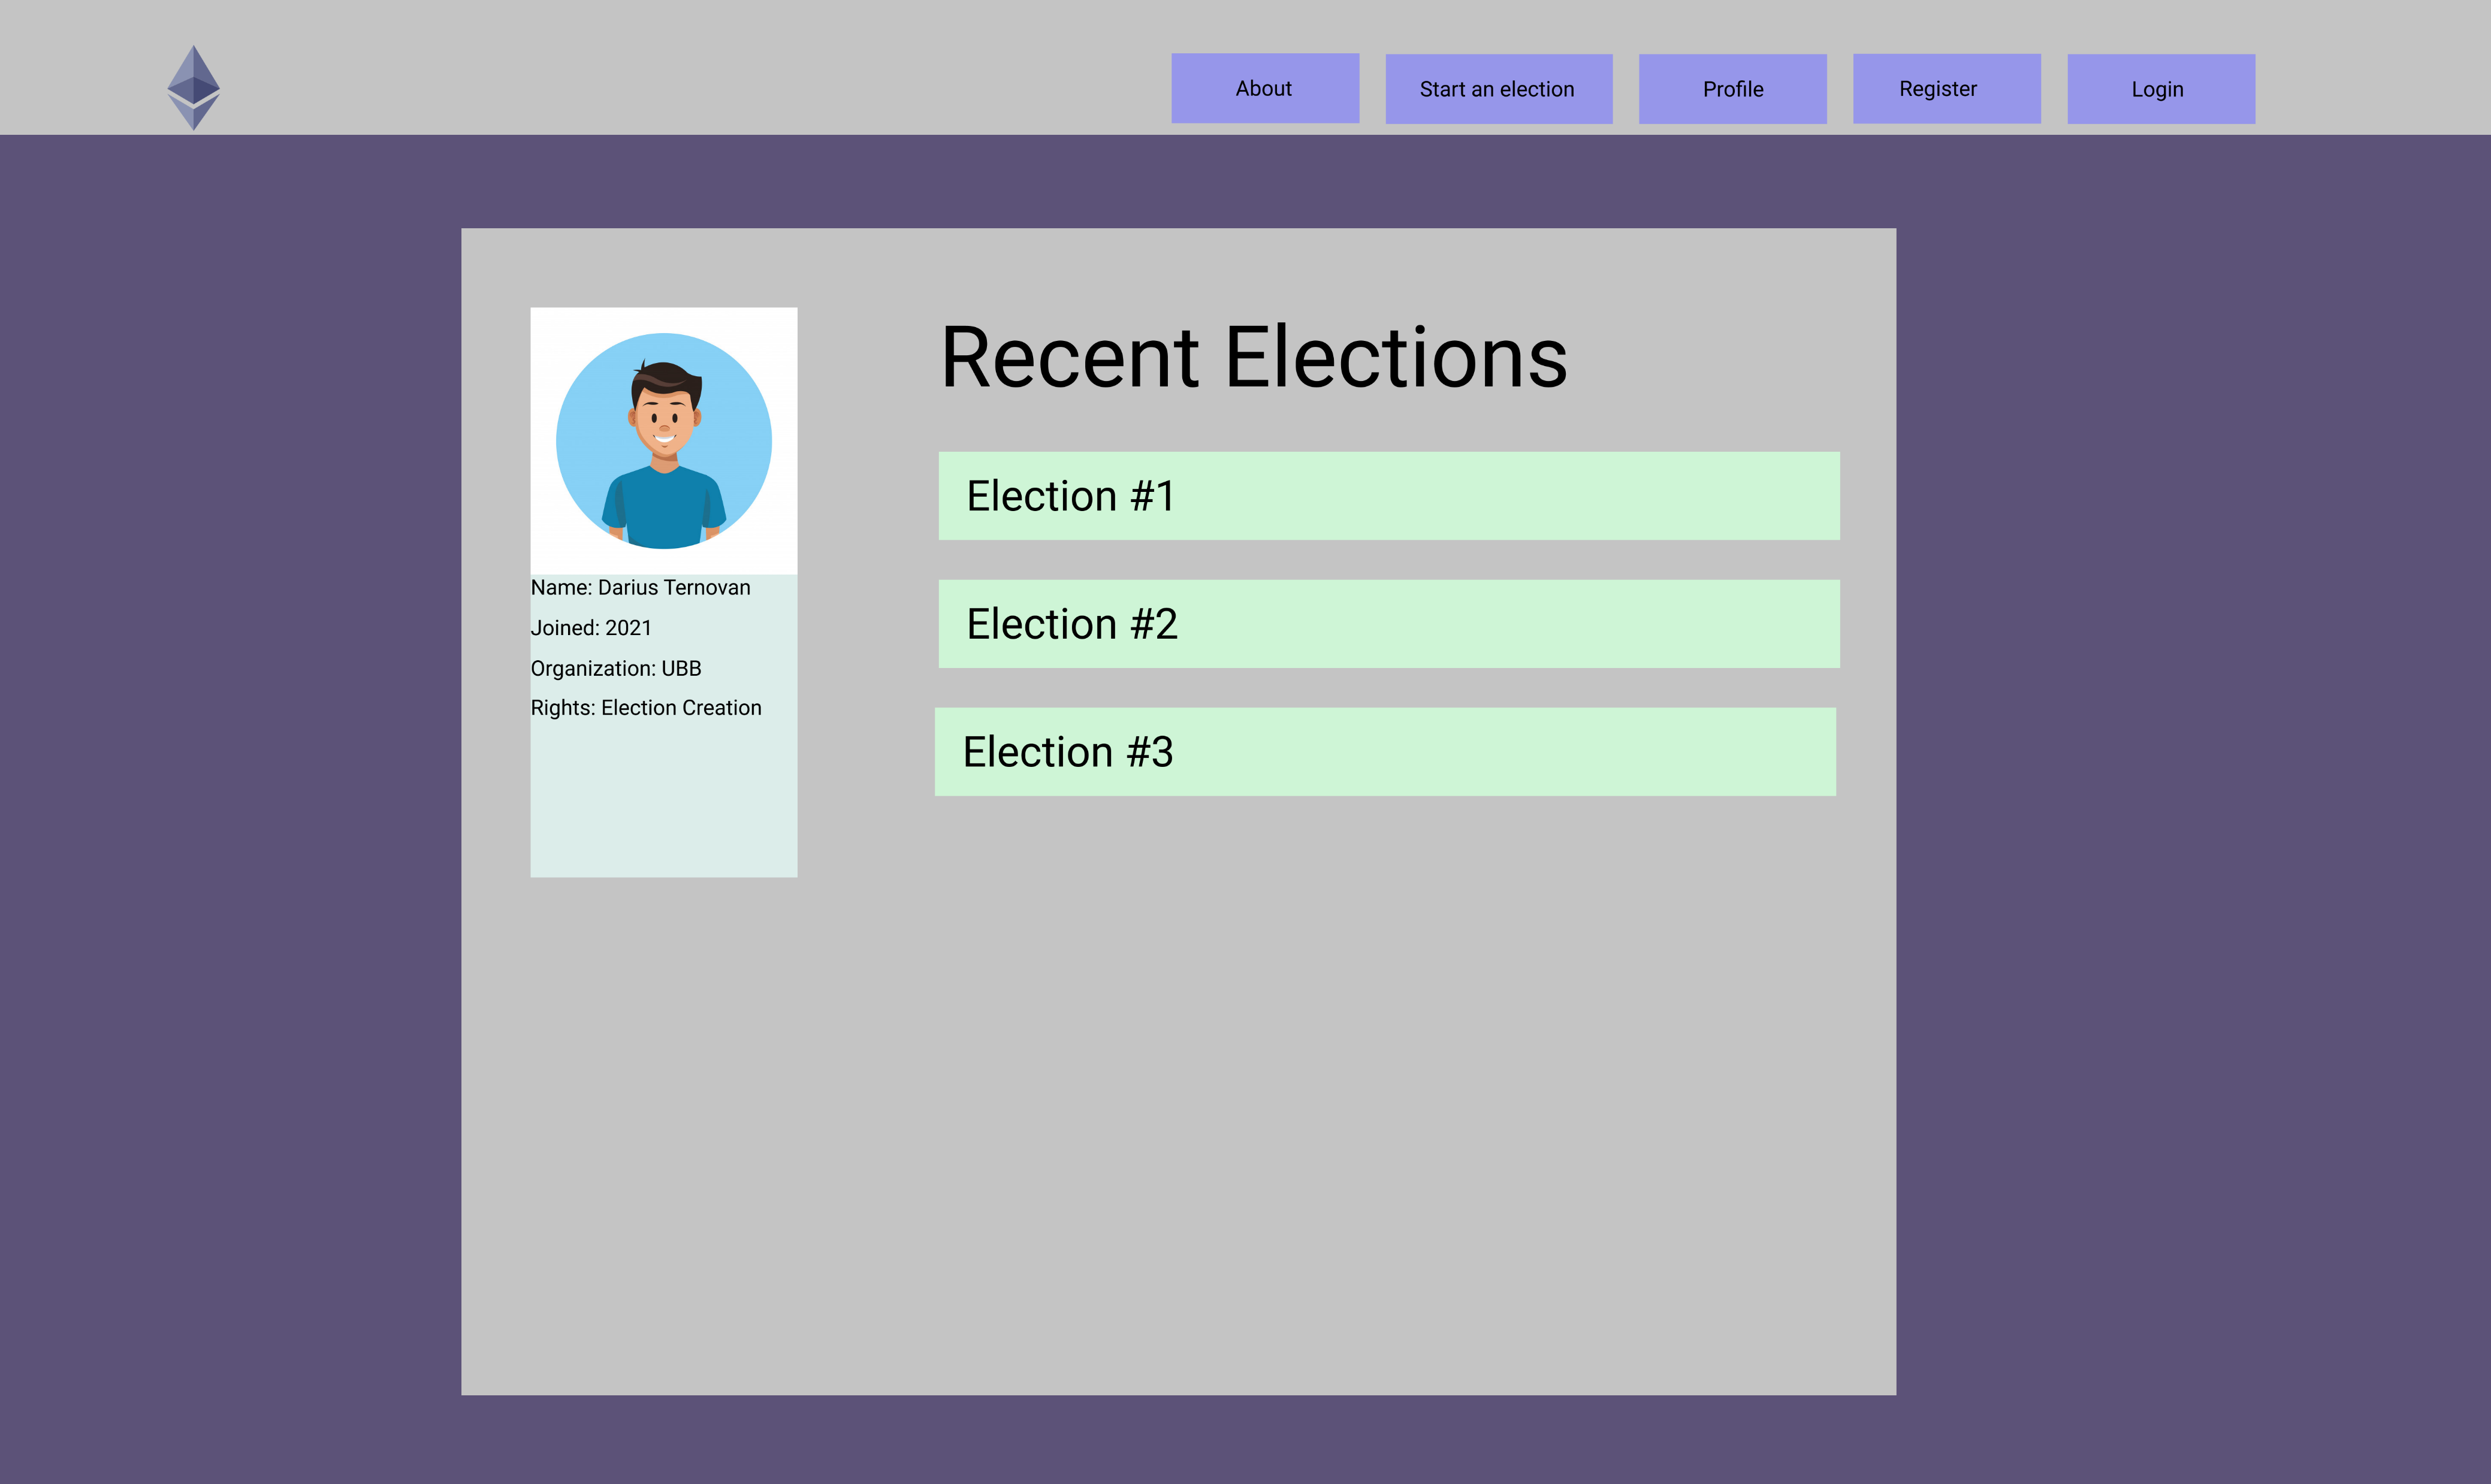 About
Start an election
Profile
Register
Login
Recent Elections
Election #1
Election #2
Election #3
Name: Darius Ternovan
Joined: 2021
Organization: UBB
Rights: Election Creation